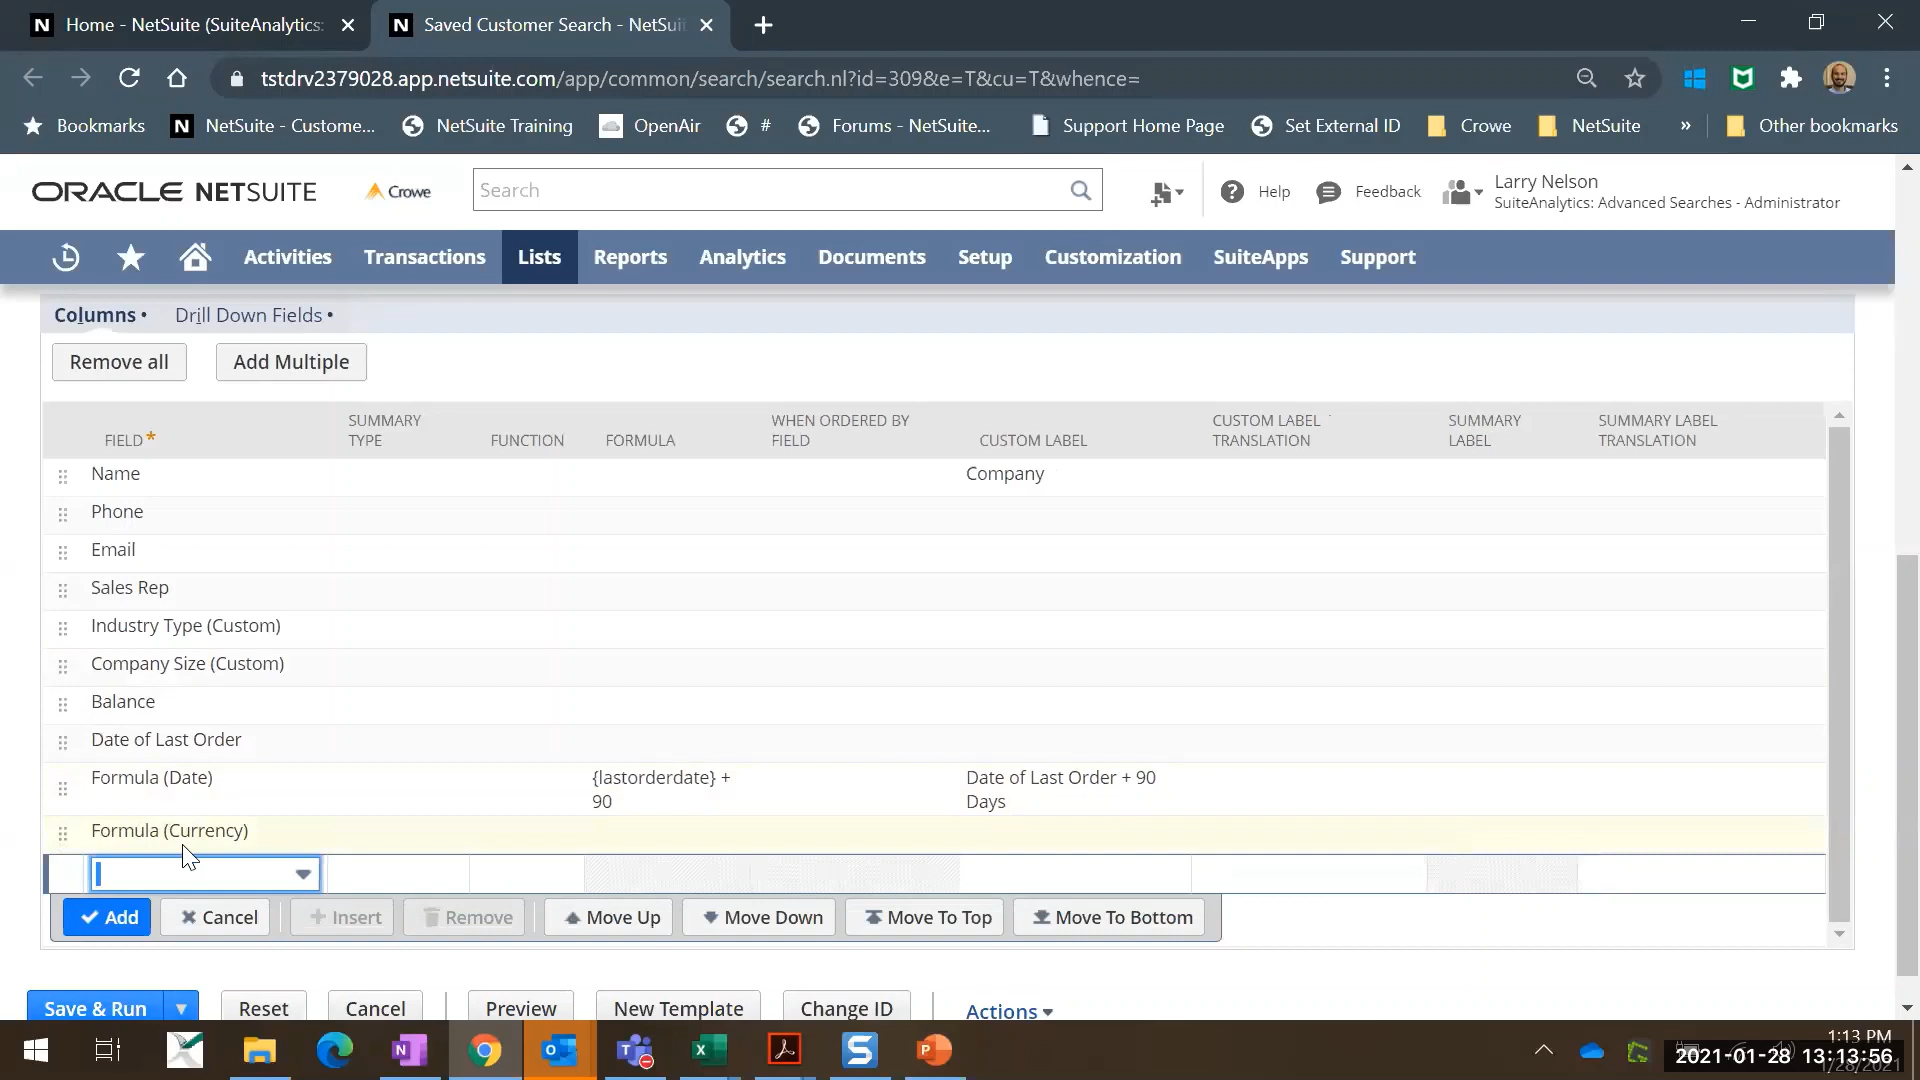 Home - NetSuite (SuiteAnalytics:
Saved Customer Search - NetSui
tstdrv2379028.app.netsuite.com/app/common/search/search.nl?id=309&e=T&cu=T&whence=
Bookmarks
NetSuite - Custome...
NetSuite Training
OpenAir
#
Forums - NetSuite...
Support Home Page
Set External ID
Crowe
NetSuite
»
Other bookmarks
ORACLE NETSUITE
Crowe
Search
Help
Feedback
Larry Nelson
SuiteAnalytics: Advanced Searches - Administrator
Activities
Transactions
Lists
Reports
Analytics
Documents
Setup
Customization
SuiteApps
Support
Columns •
Drill Down Fields •
Remove all
Add Multiple
FIELD *
SUMMARY
TYPE
FUNCTION
FORMULA
WHEN ORDERED BY
FIELD
CUSTOM LABEL
CUSTOM LABEL
TRANSLATION
SUMMARY
LABEL
SUMMARY LABEL
TRANSLATION
Name
Company
Phone
Email
Sales Rep
Industry Type (Custom)
Company Size (Custom)
Balance
Date of Last Order
Formula (Date)
{lastorderdate} +
90
Date of Last Order + 90
Days
Formula (Currency)
Add
Cancel
Insert
Remove
Move Up
Move Down
Move To Top
Move To Bottom
Save & Run
Reset
Cancel
Preview
New Template
Change ID
Actions
1:13 PM
2021-01-28 13:13:56
1/28/2021